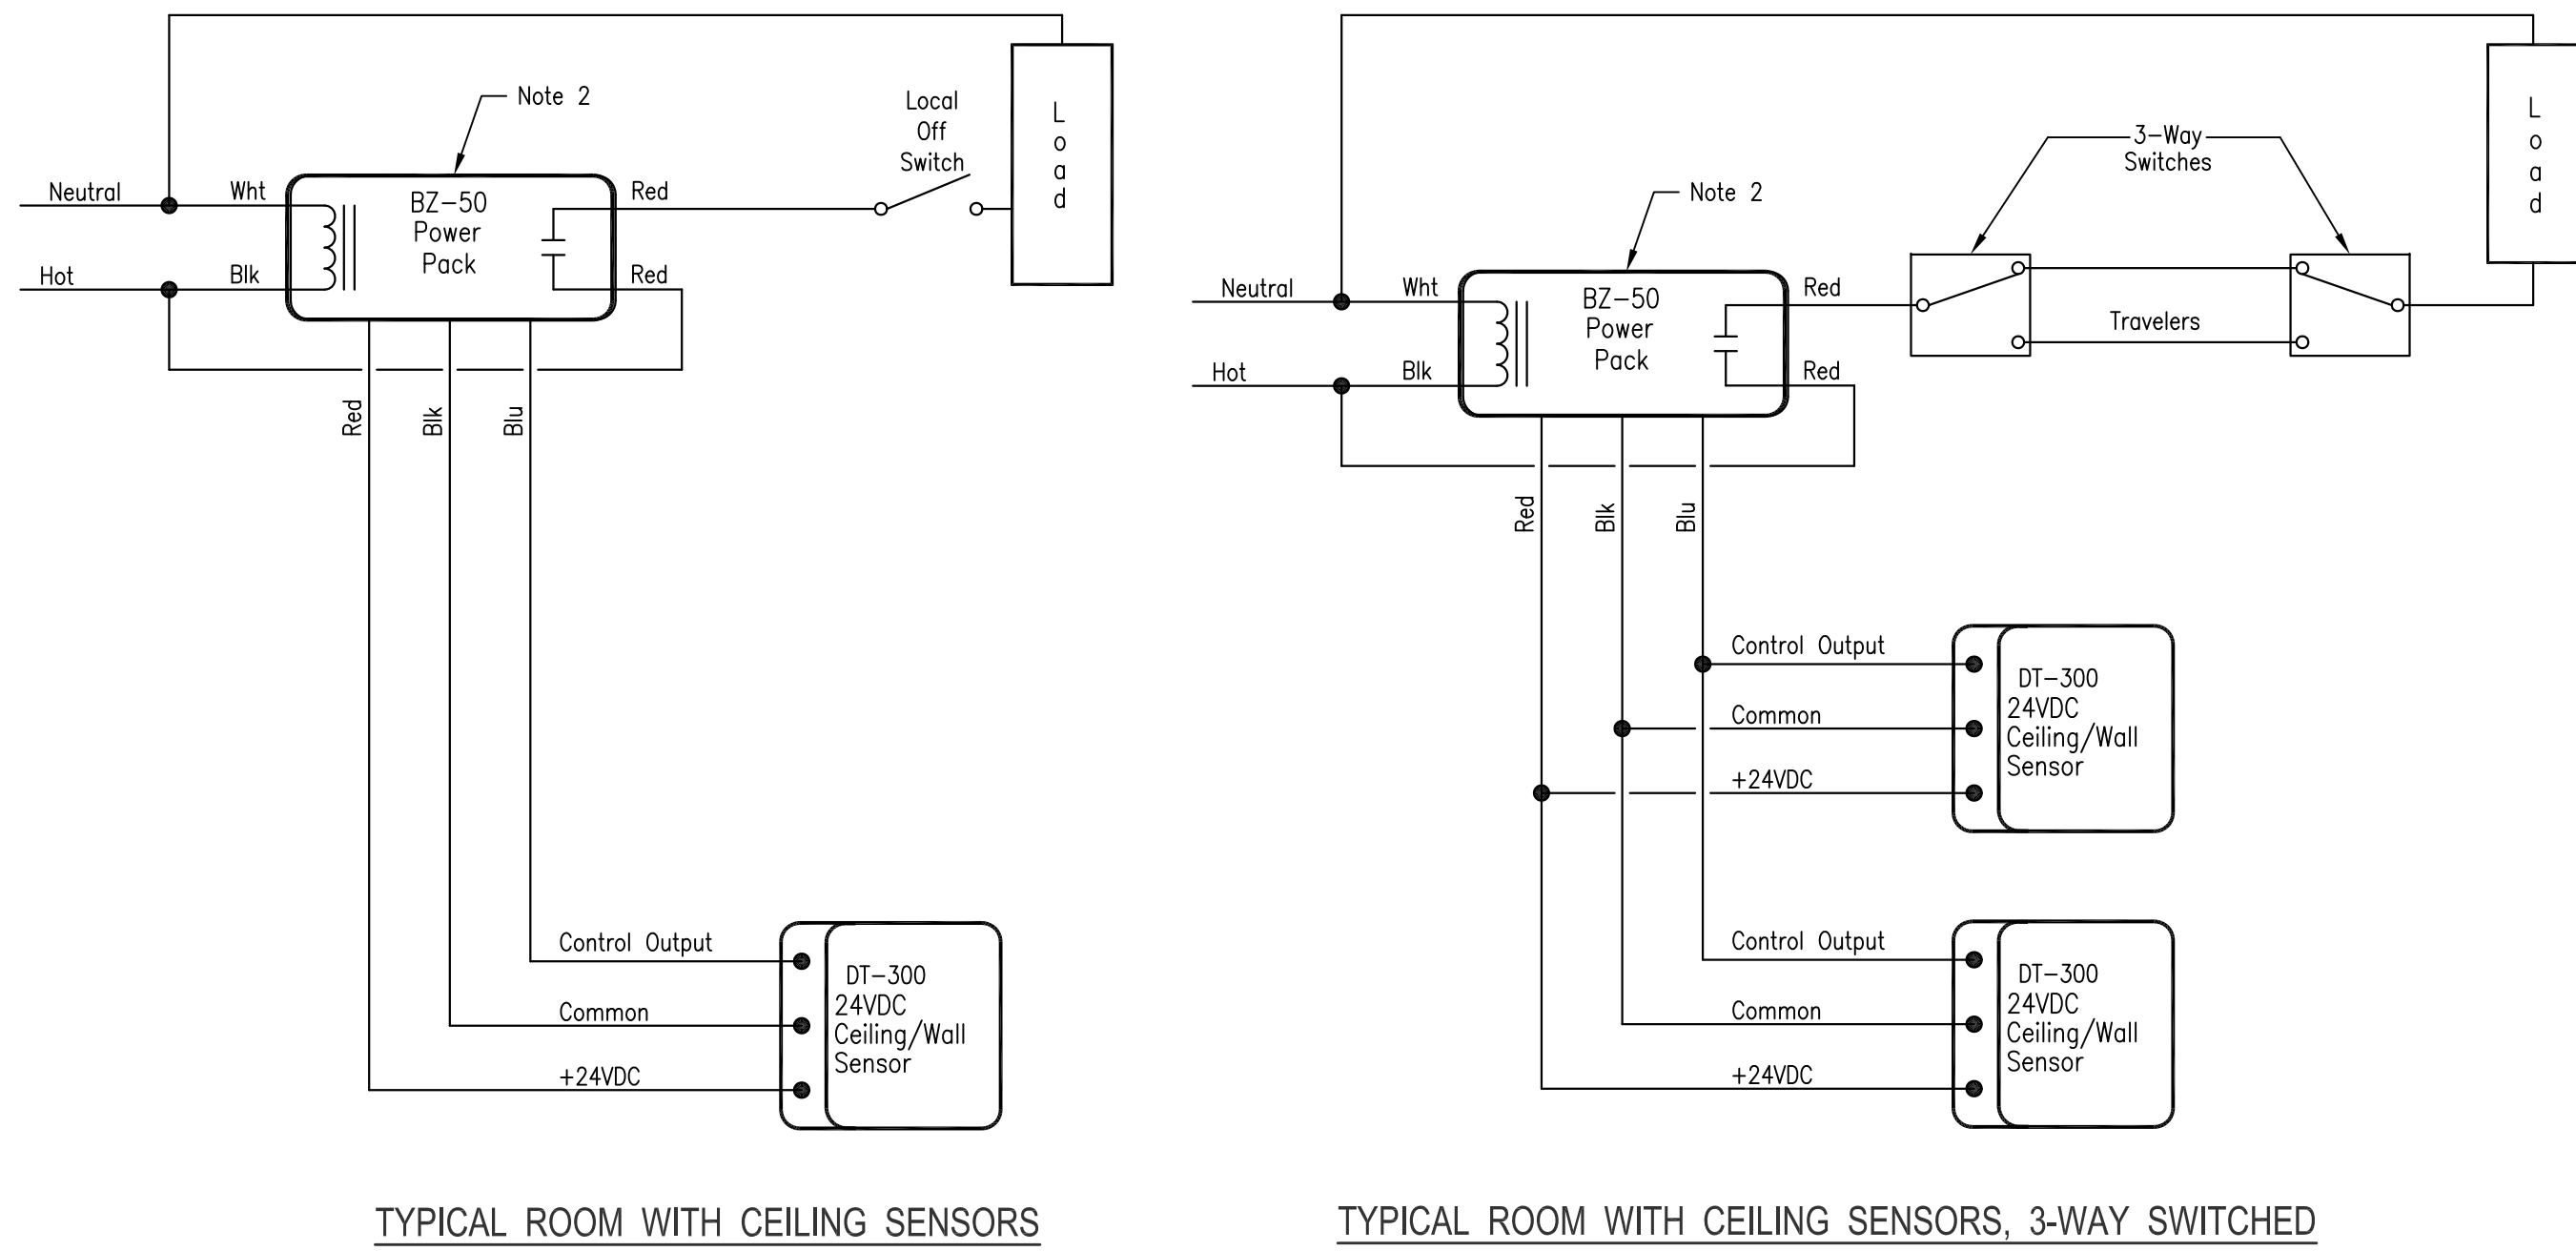 Note 2
Local
Off
Switch
L
o
a
d
Neutral
Wht
BZ-50
Power
Pack
Red
Hot
Blk
Red
Red
Blk
Blu
Control Output
Common
+24VDC
DT-300
24VDC
Ceiling/Wall
Sensor
TYPICAL ROOM WITH CEILING SENSORS
L
o
a
d
3-Way
Switches
Note 2
Neutral
Wht
BZ-50
Power
Pack
Red
Travelers
Hot
Blk
Red
Red
Blk
Blu
Control Output
Common
+24VDC
DT-300
24VDC
Ceiling/Wall
Sensor
Control Output
Common
+24VDC
DT-300
24VDC
Ceiling/Wall
Sensor
TYPICAL ROOM WITH CEILING SENSORS, 3-WAY SWITCHED